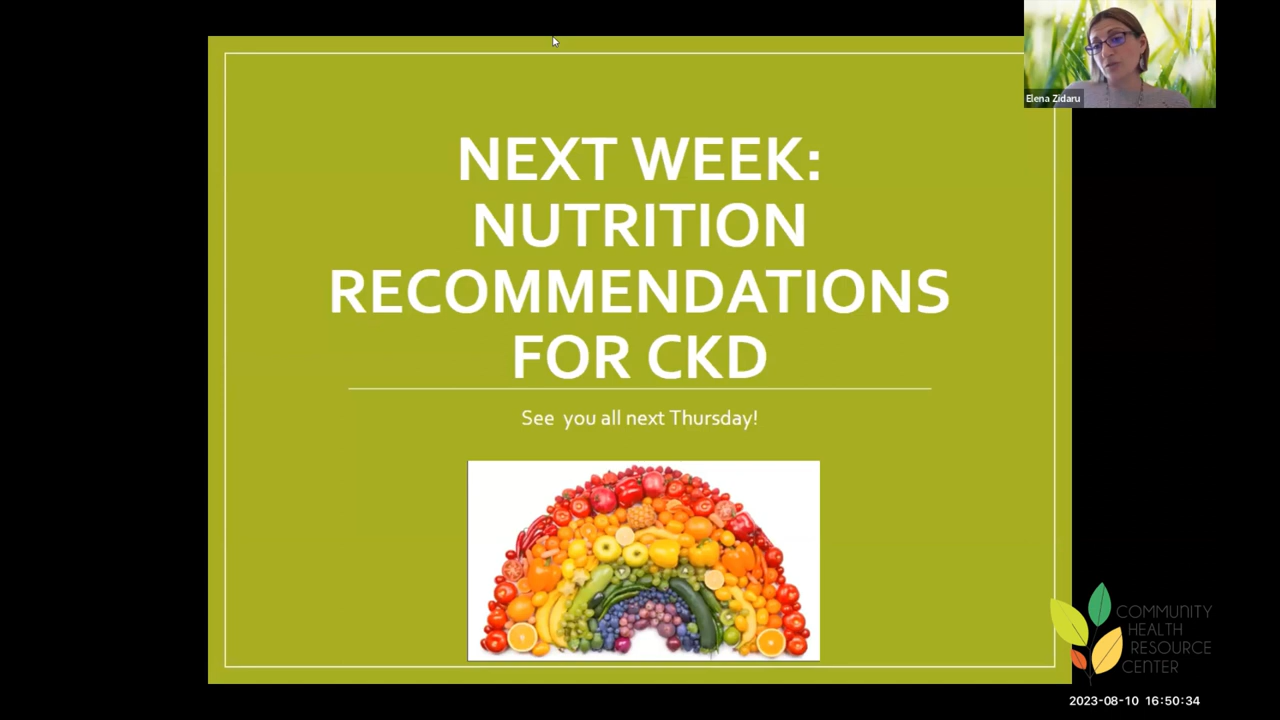 Elena Zidaru
NEXT WEEK:
NUTRITION
RECOMMENDATIONS
FOR CKD
See you all next Thursday!
COMMUNITY
HEALTH
RESOURCE
CENTER
2023-08-10 16:50:34